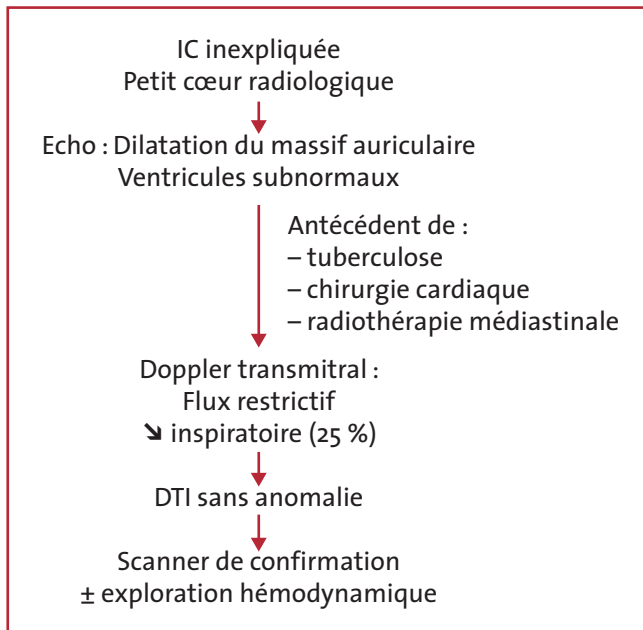 IC inexpliquée
Petit cœur radiologique
Echo : Dilatation du massif auriculaire
Ventricules subnormaux
Antécédent de :
– tuberculose
– chirurgie cardiaque
– radiothérapie médiastinale
Doppler transmitral :
Flux restrictif
➘ inspiratoire (25 %)
DTI sans anomalie
Scanner de confirmation
± exploration hémodynamique